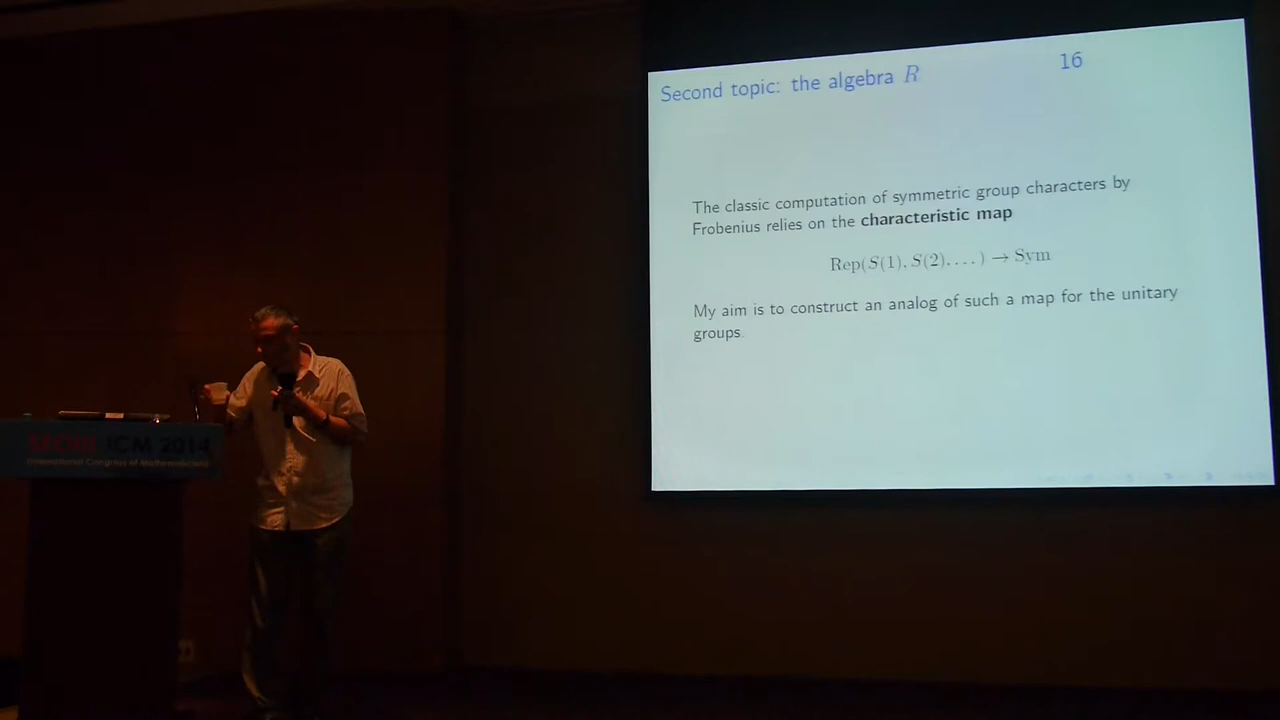 Second topic: the algebra R
16
The classic computation of symmetric group characters by
Frobenius relies on the characteristic map
Rep(S(1), S(2), . . . ) → Sym
My aim is to construct an analog of such a map for the unitary
groups.
SEOUL ICM 2014
International Congress of Mathematicians